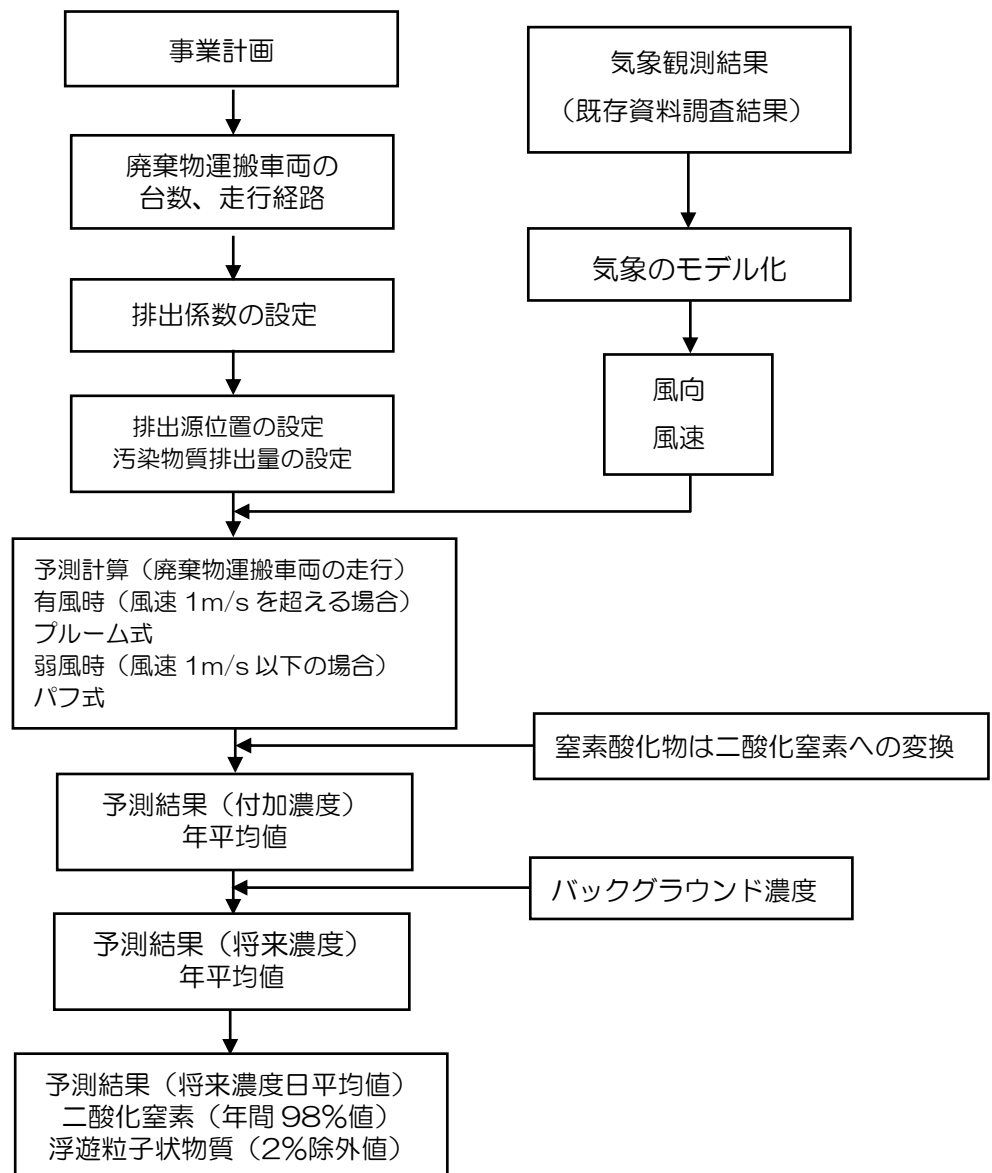 事業計画
廃棄物運搬車両の
台数、走行経路
排出係数の設定
排出源位置の設定
汚染物質排出量の設定
気象観測結果
（既存資料調査結果）
気象のモデル化
風向
風速
予測計算（廃棄物運搬車両の走行）
有風時（風速 1m/s を超える場合）
プルーム式
弱風時（風速 1m/s 以下の場合）
パフ式
窒素酸化物は二酸化窒素への変換
予測結果（付加濃度）
年平均値
バックグラウンド濃度
予測結果（将来濃度）
年平均値
予測結果（将来濃度日平均値）
二酸化窒素（年間 98％値）
浮遊粒子状物質（2％除外値）